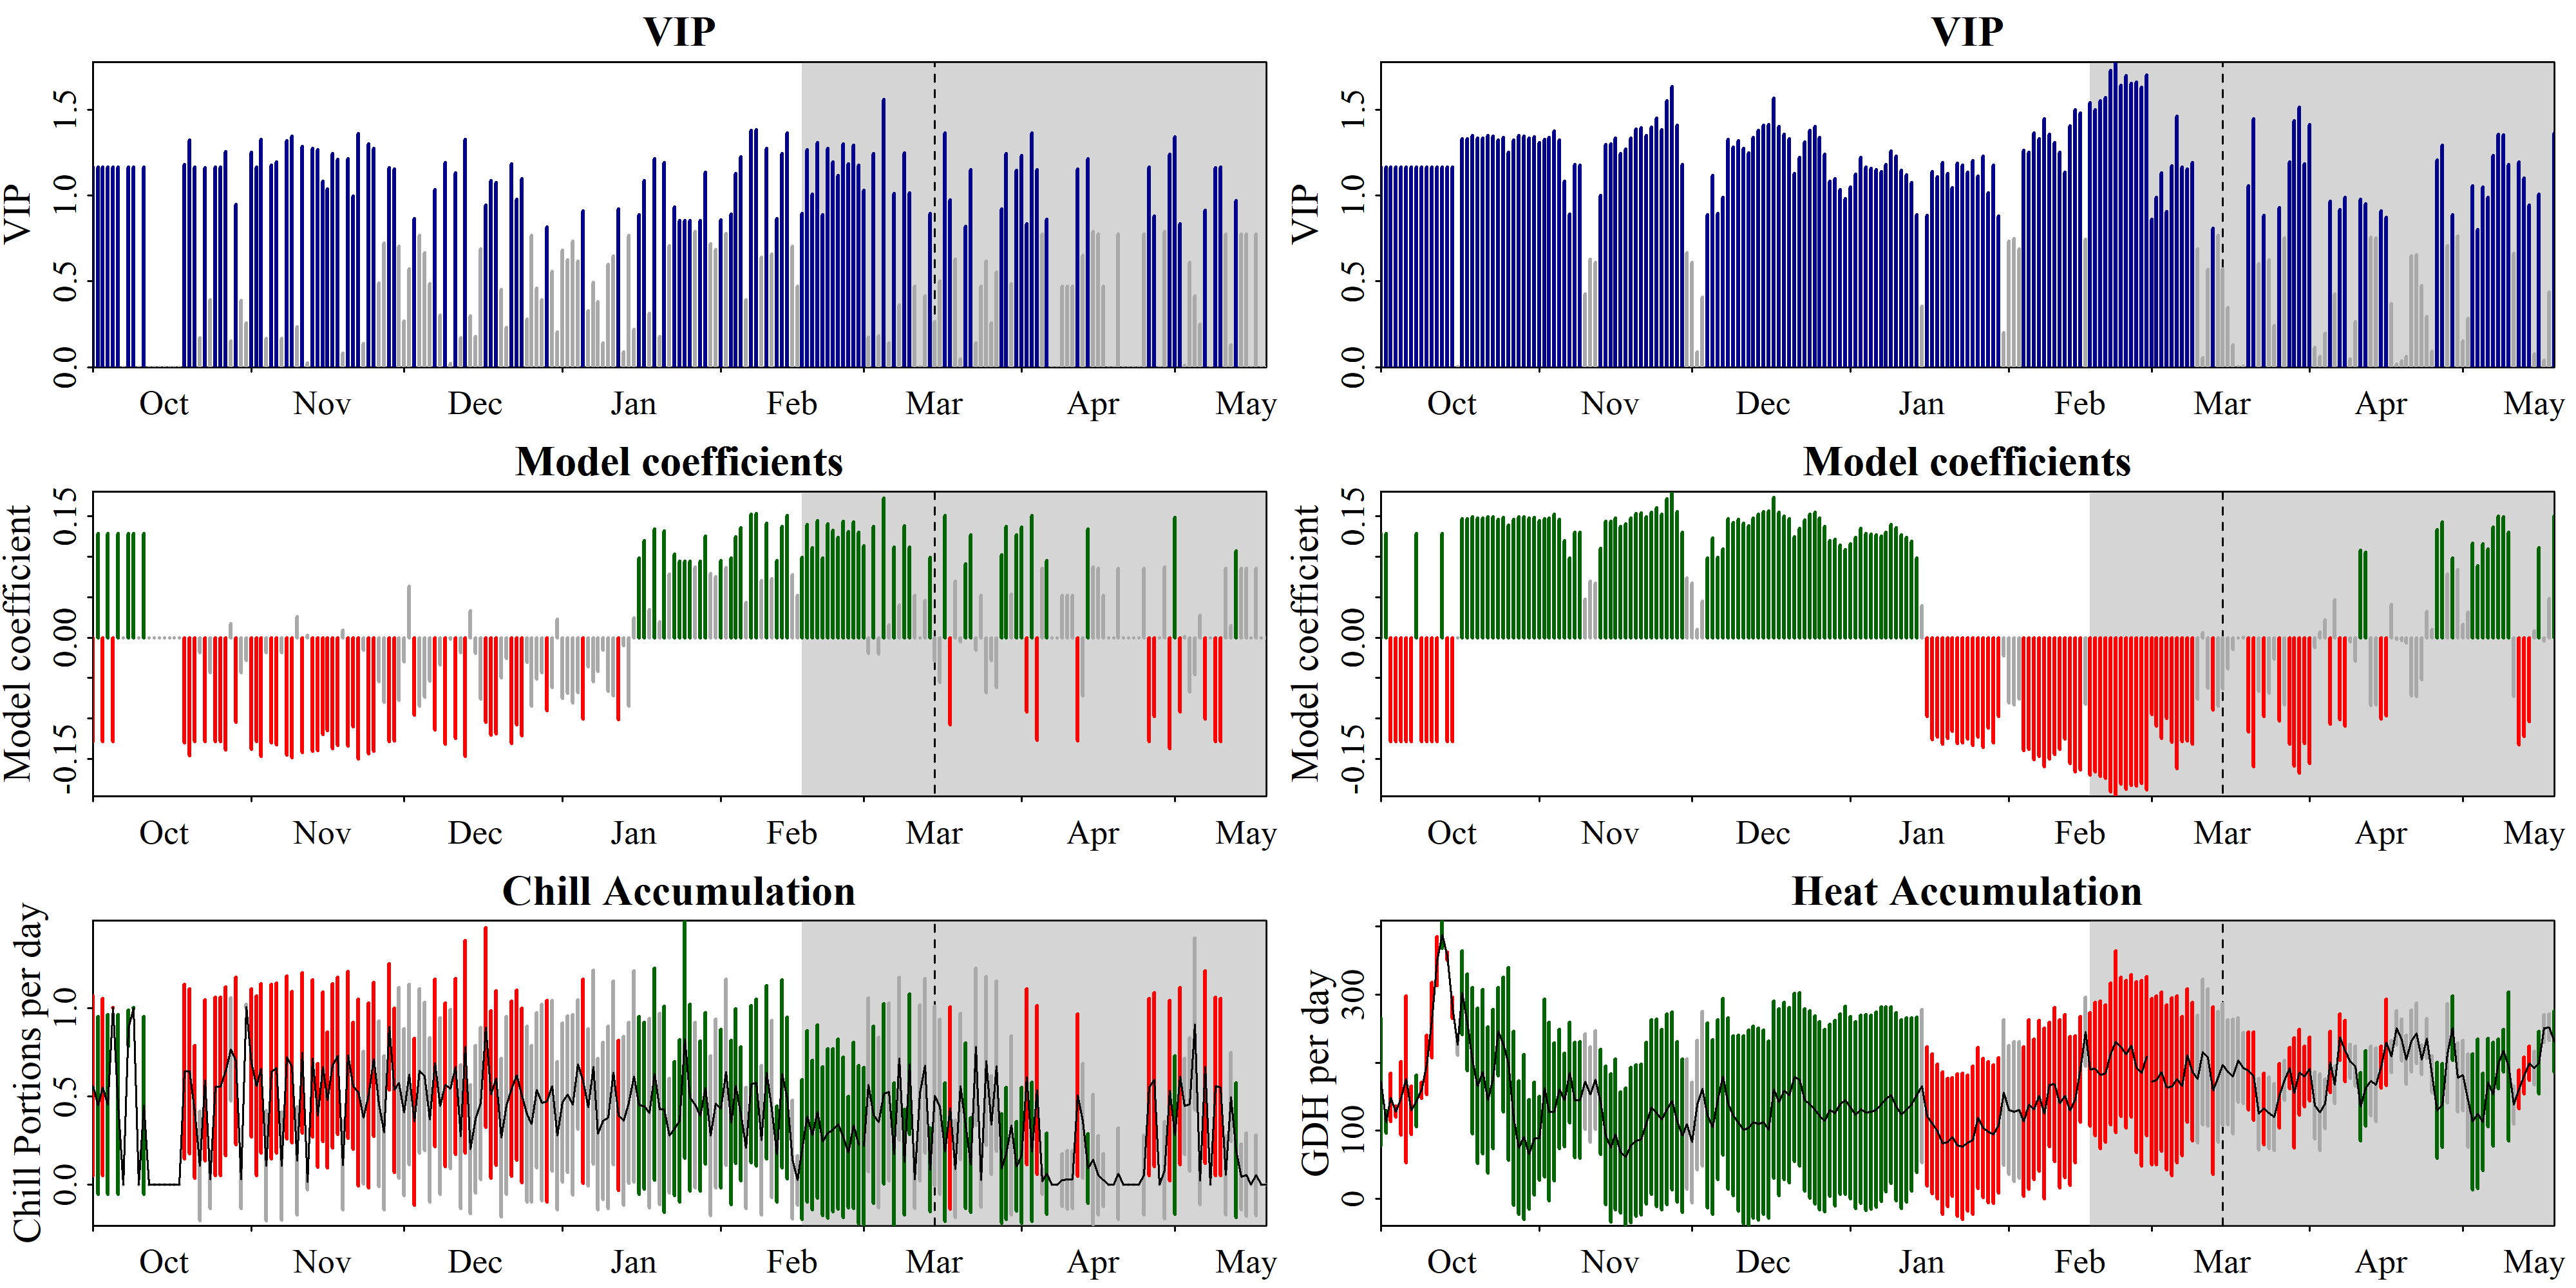 VIP
VIP
0.0 0.5 1.0 1.5
Oct Nov Dec Jan Feb Mar Apr May
VIP
VIP
0.0 0.5 1.0 1.5
Oct Nov Dec Jan Feb Mar Apr May
Model coefficients
Model coefficient
-0.15 0.00 0.15
Oct Nov Dec Jan Feb Mar Apr May
Model coefficients
Model coefficient
-0.15 0.00 0.15
Oct Nov Dec Jan Feb Mar Apr May
Chill Accumulation
Chill Portions per day
0.0 0.5 1.0
Oct Nov Dec Jan Feb Mar Apr May
Heat Accumulation
GDH per day
0 100 300
Oct Nov Dec Jan Feb Mar Apr May